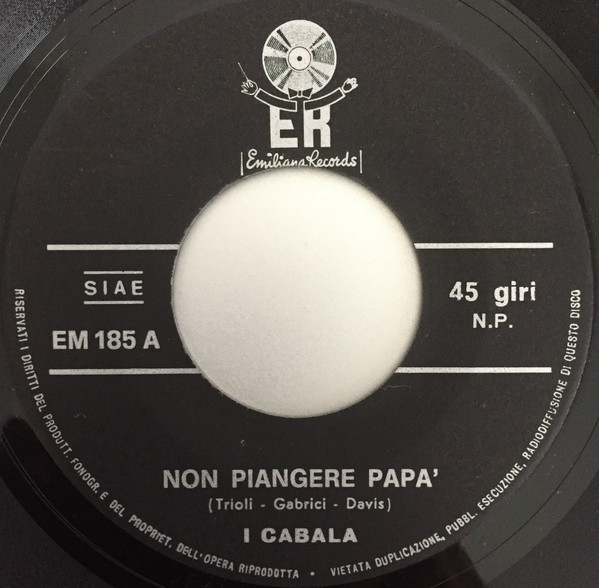 ER
Emiliana Records
SIAE
45 giri
N.P.
EM 185 A
NON PIANGERE PAPA'
(Trioli - Gabrici - Davis)
I CABALA
RISERVATI I DIRITTI DEL PRODUTT. FONOGR. E DEL PROPRIET. DELL'OPERA RIPRODOTTA • VIETATA DUPLICAZIONE, PUBBL. ESECUZIONE, RADIODIFFUSIONE DI QUESTO DISCO